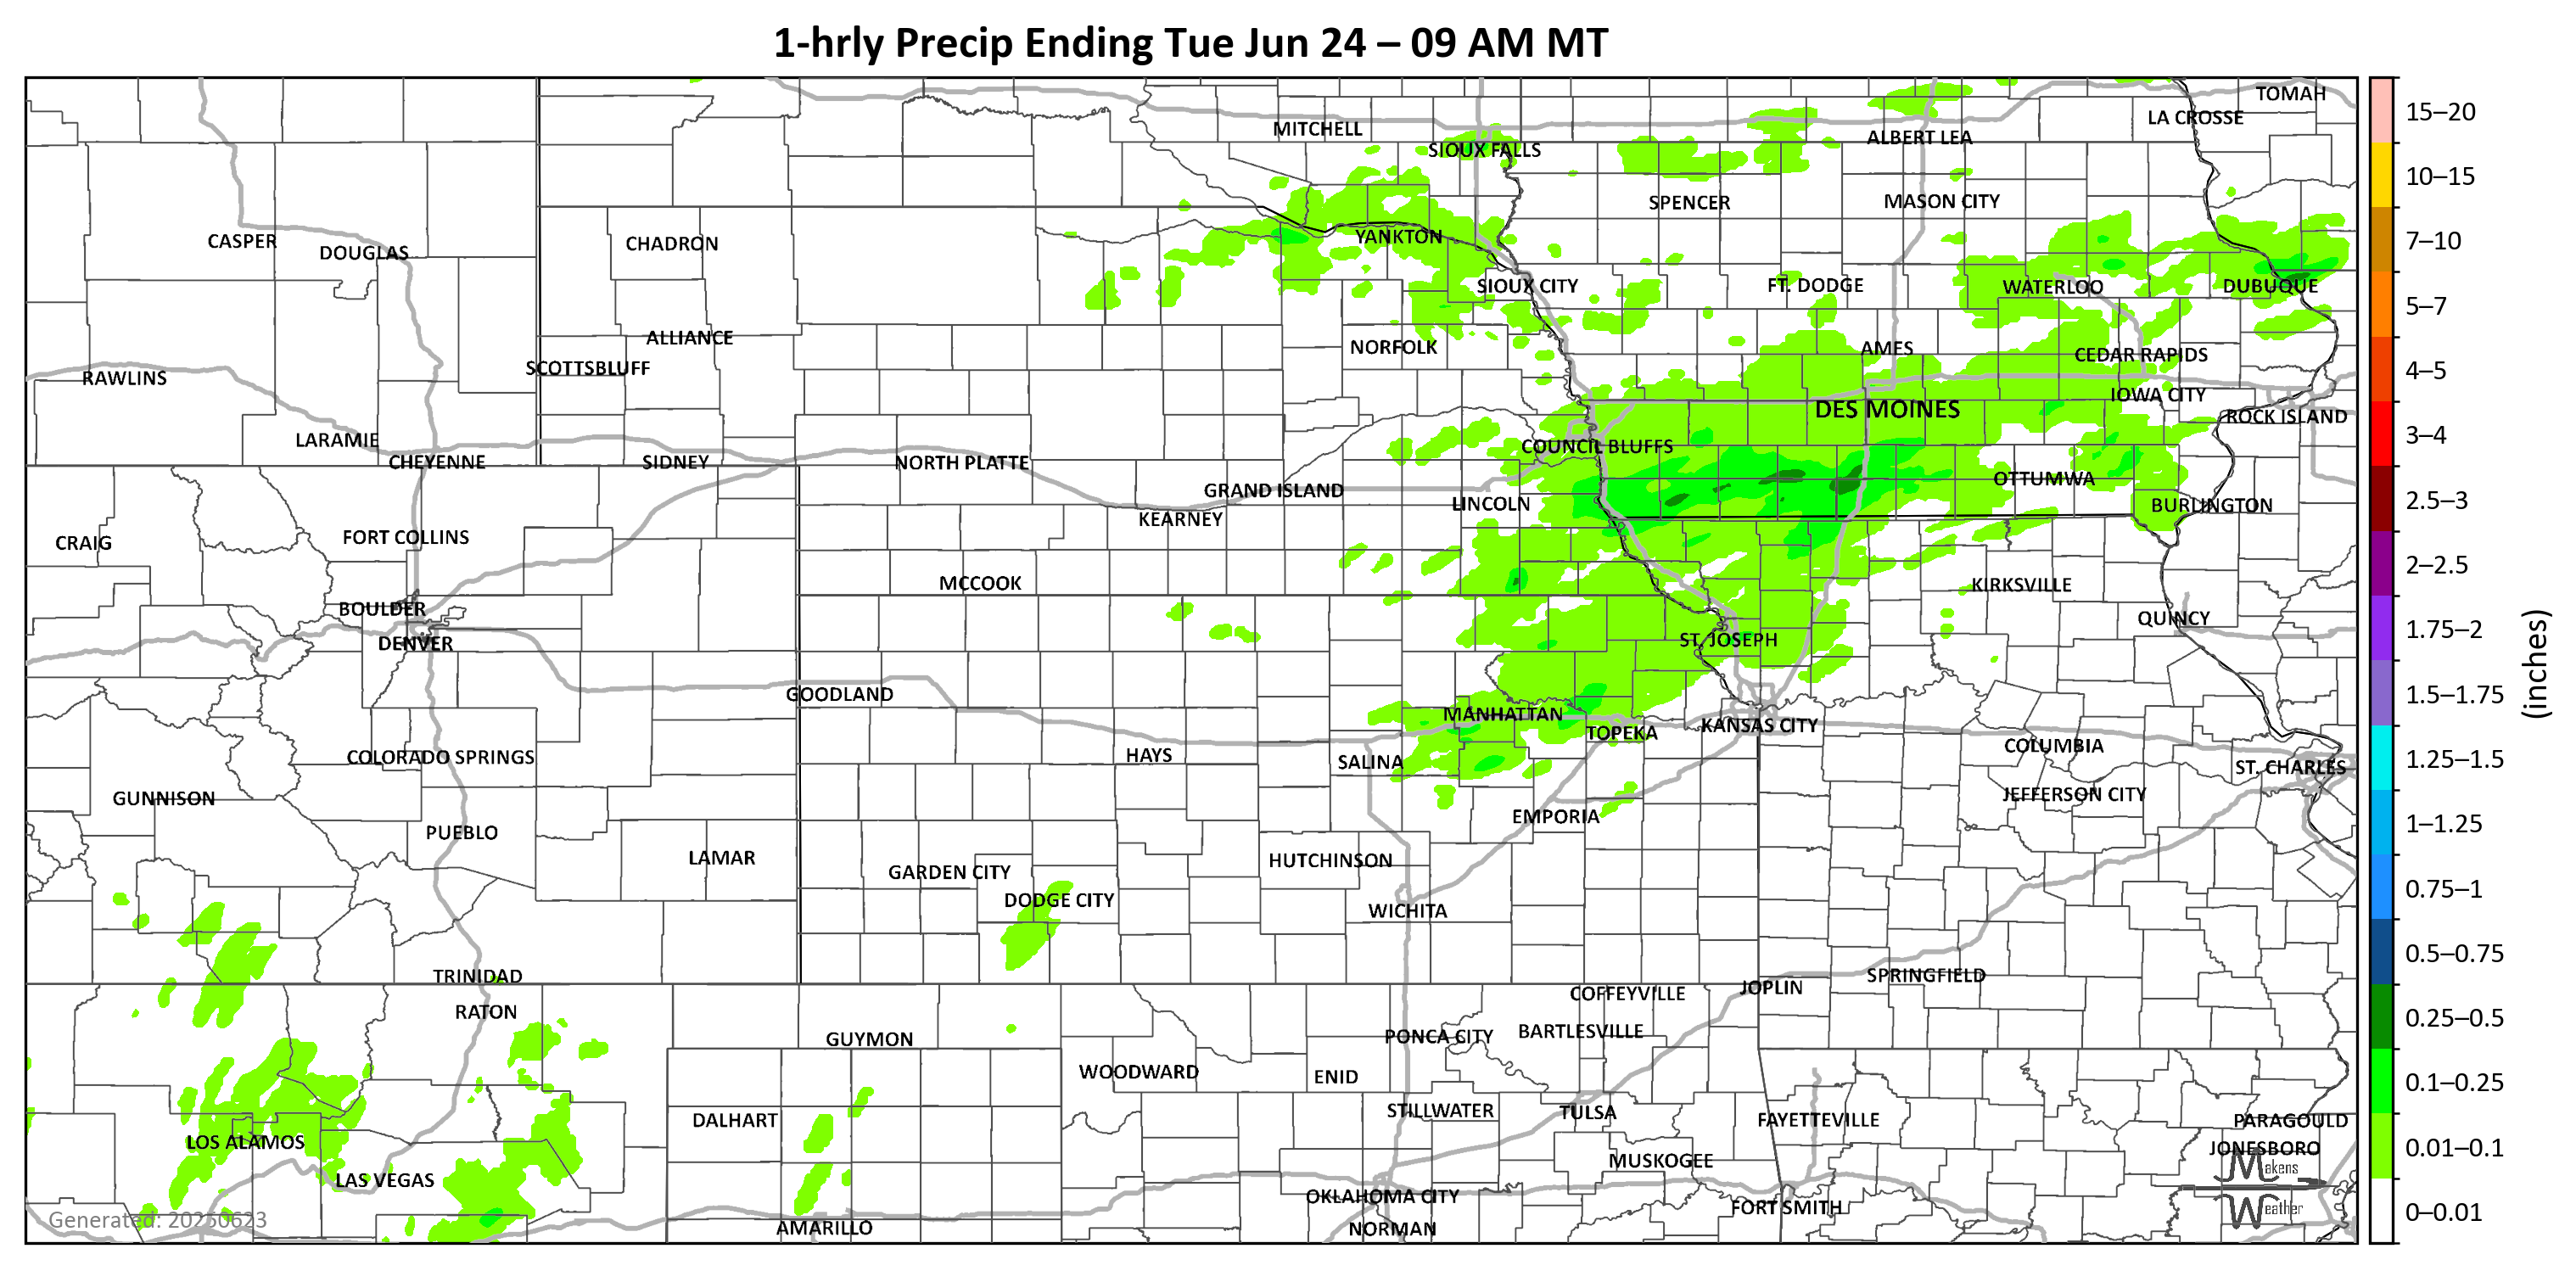 1-hrly Precip Ending Tue Jun 24 – 09 AM MT
TOMAH
LA CROSSE
MITCHELL
ALBERT LEA
SIOUX FALLS
SPENCER
MASON CITY
CASPER
DOUGLAS
CHADRON
YANKTON
SIOUX CITY
FT. DODGE
WATERLOO
DUBUQUE
ALLIANCE
NORFOLK
AMES
CEDAR RAPIDS
SCOTTSBLUFF
RAWLINS
IOWA CITY
DES MOINES
ROCK ISLAND
LARAMIE
COUNCIL BLUFFS
CHEYENNE
SIDNEY
NORTH PLATTE
GRAND ISLAND
OTTUMWA
LINCOLN
BURLINGTON
KEARNEY
CRAIG
FORT COLLINS
MCCOOK
KIRKSVILLE
BOULDER
QUINCY
DENVER
ST. JOSEPH
GOODLAND
MANHATTAN
KANSAS CITY
TOPEKA
COLUMBIA
COLORADO SPRINGS
HAYS
SALINA
ST. CHARLES
GUNNISON
JEFFERSON CITY
EMPORIA
PUEBLO
LAMAR
HUTCHINSON
GARDEN CITY
DODGE CITY
WICHITA
TRINIDAD
SPRINGFIELD
JOPLIN
COFFEYVILLE
RATON
BARTLESVILLE
PONCA CITY
GUYMON
WOODWARD
ENID
STILLWATER
TULSA
DALHART
FAYETTEVILLE
PARAGOULD
LOS ALAMOS
JONESBORO
MUSKOGEE
Makens
LAS VEGAS
OKLAHOMA CITY
FORT SMITH
Weather
Generated: 20250623
AMARILLO
NORMAN
15–20
10–15
7–10
5–7
4–5
3–4
2.5–3
2–2.5
1.75–2
1.5–1.75
1.25–1.5
1–1.25
0.75–1
0.5–0.75
0.25–0.5
0.1–0.25
0.01–0.1
0–0.01
(inches)